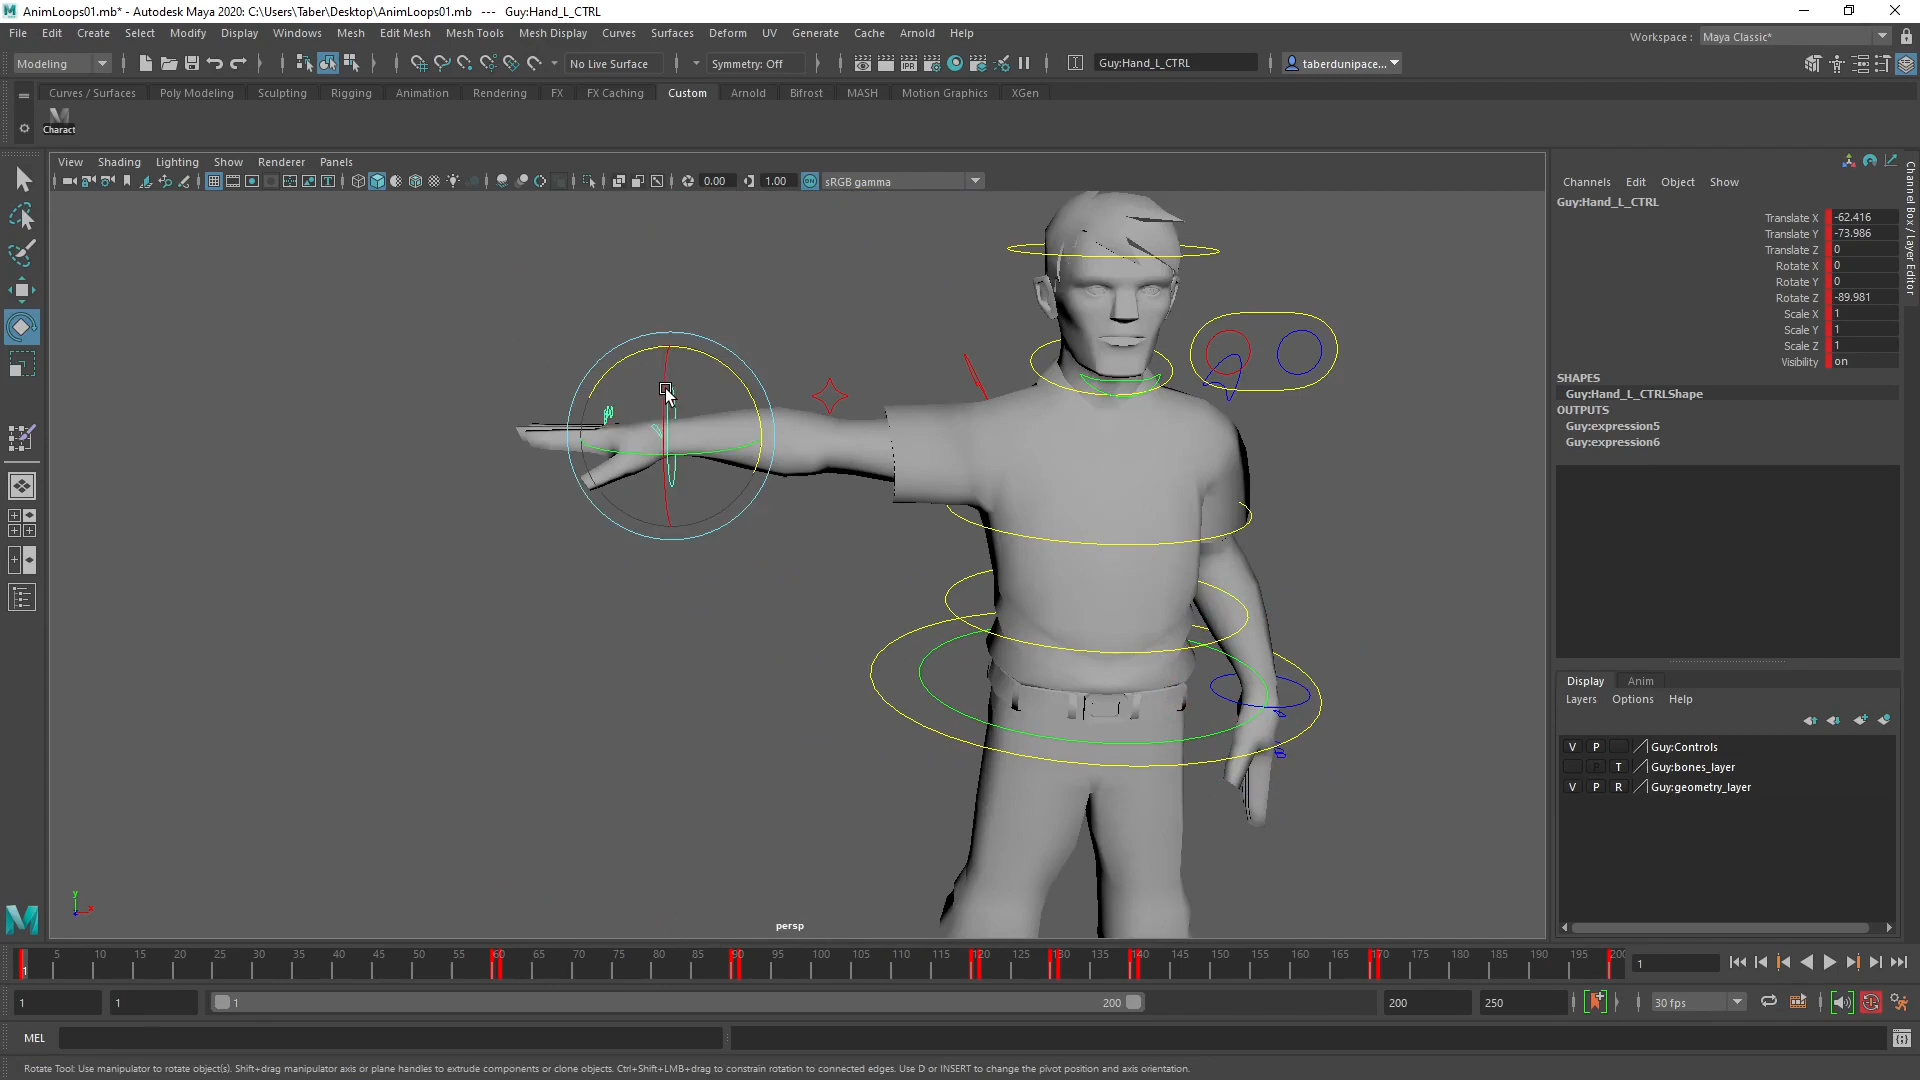 AnimLoops01.mb* - Autodesk Maya 2020: C:\Users\Taber\Desktop\AnimLoops01.mb --- Guy:Hand_L_CTRL
File Edit Create Select Modify Display Windows Mesh Edit Mesh Mesh Tools Mesh Display Curves Surfaces Deform UV Generate Cache Arnold Help
Workspace : Maya Classic*
Modeling No Live Surface Symmetry: Off IPR Guy:Hand_L_CTRL taberdunipace...
Curves / Surfaces Poly Modeling Sculpting Rigging Animation Rendering FX FX Caching Custom Arnold Bifrost MASH Motion Graphics XGen
Charact
View Shading Lighting Show Renderer Panels
0.00 1.00 ON sRGB gamma
Channels Edit Object Show
Guy:Hand_L_CTRL
Translate X -62.416
Translate Y -73.986
Translate Z 0
Rotate X 0
Rotate Y 0
Rotate Z -89.981
Scale X 1
Scale Y 1
Scale Z 1
Visibility on
SHAPES
Guy:Hand_L_CTRLShape
OUTPUTS
Guy:expression5
Guy:expression6
Channel Box / Layer Editor
Display Anim
Layers Options Help
V P Guy:Controls
P T Guy:bones_layer
V P R Guy:geometry_layer
y
x
persp
5 10 15 20 25 30 35 40 45 50 55 60 65 70 75 80 85 90 95 100 105 110 115 120 125 130 135 140 145 150 155 160 165 170 175 180 185 190 195 200
1 1
1 1 1 200 200 250 30 fps
MEL
Rotate Tool: Use manipulator to rotate object(s). Shift+drag manipulator axis or plane handles to extrude components or clone objects. Ctrl+Shift+LMB+drag to constrain rotation to connected edges. Use D or INSERT to change the pivot position and axis orientation.